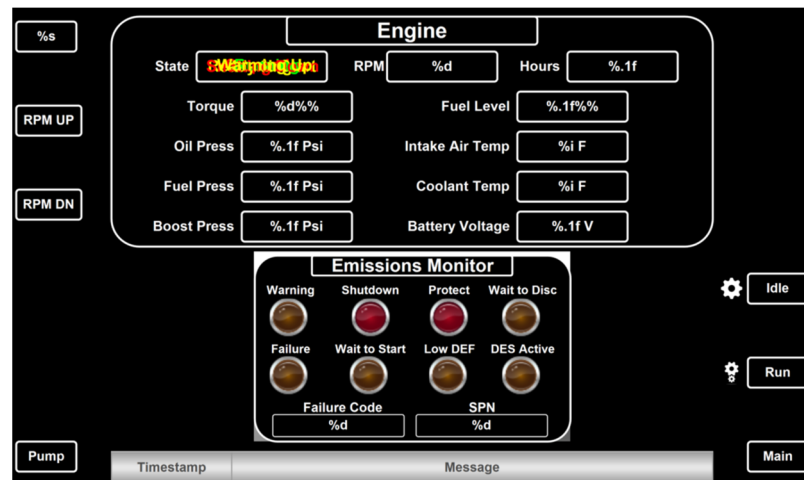 %s
Engine
State Warming Up RPM %d Hours %.1f
Torque %d%% Fuel Level %.1f%%
RPM UP
Oil Press %.1f Psi Intake Air Temp %i F
Fuel Press %.1f Psi Coolant Temp %i F
RPM DN
Boost Press %.1f Psi Battery Voltage %.1f V
Emissions Monitor
Warning Shutdown Protect Wait to Disc
Idle
Failure Wait to Start Low DEF DES Active
Run
Failure Code SPN
%d %d
Pump
Main
Timestamp Message